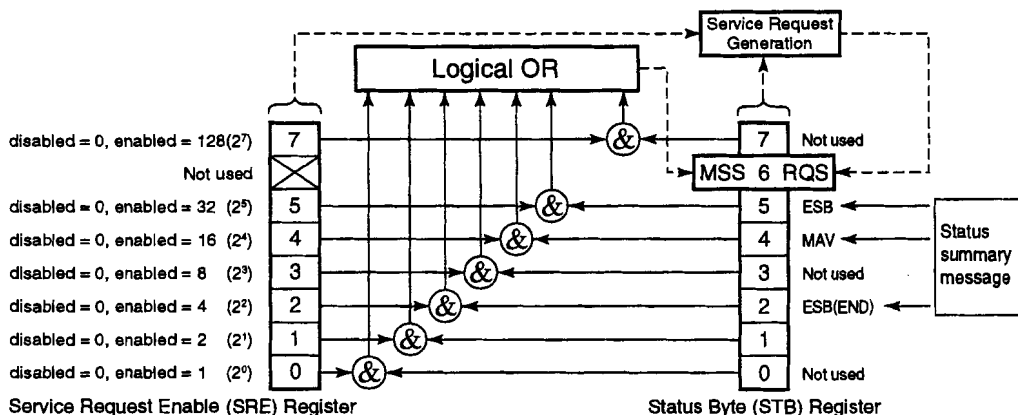 Service Request
Generation
Logical OR
disabled = 0, enabled = 128(2⁷) 7 & 7 Not used
Not used MSS 6 RQS
disabled = 0, enabled = 32 (2⁵) 5 & 5 ESB
disabled = 0, enabled = 16 (2⁴) 4 & 4 MAV
disabled = 0, enabled = 8 (2³) 3 & 3 Not used
disabled = 0, enabled = 4 (2²) 2 & 2 ESB(END)
disabled = 0, enabled = 2 (2¹) 1 & 1
disabled = 0, enabled = 1 (2⁰) 0 & 0 Not used
Status
summary
message
Service Request Enable (SRE) Register
Status Byte (STB) Register